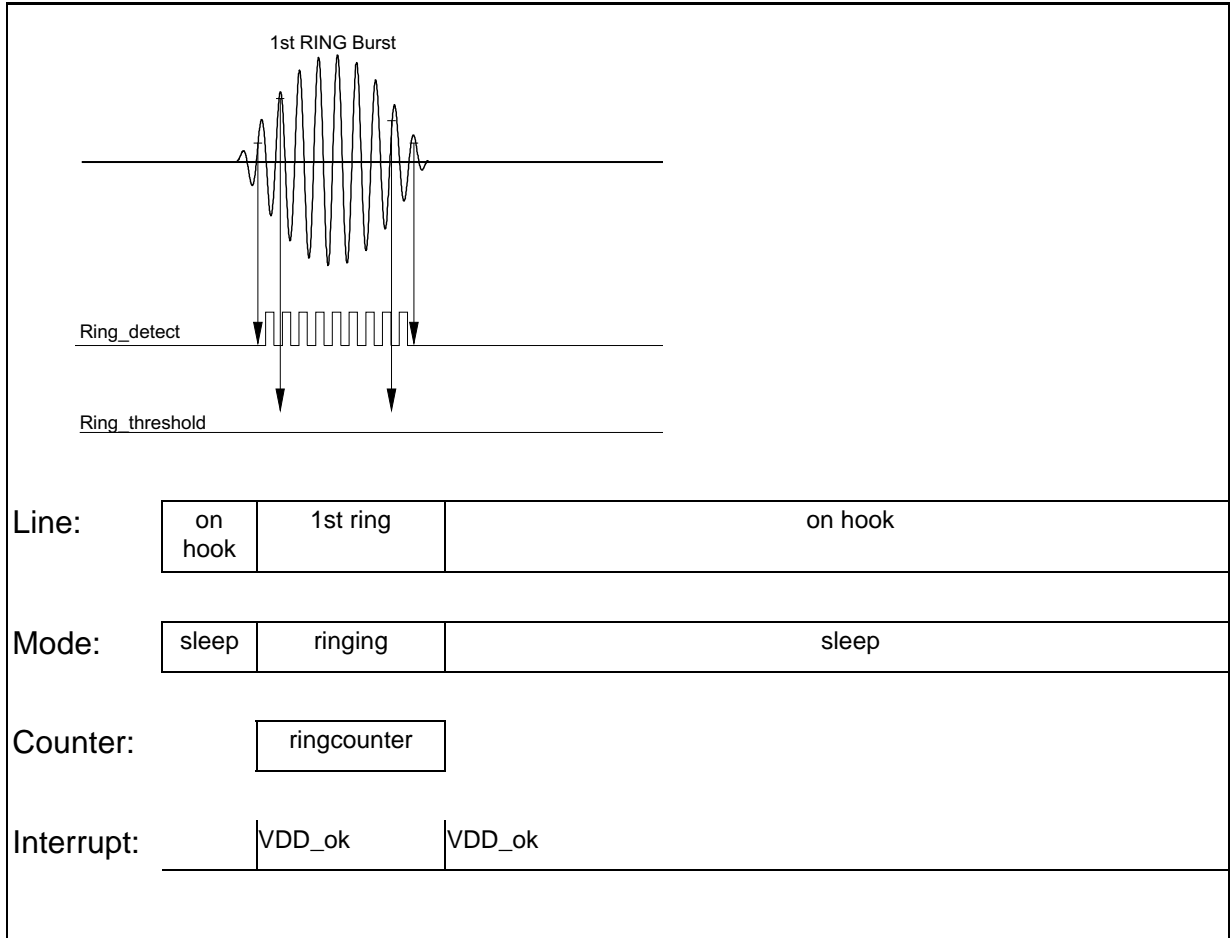 1st RING Burst
Ring_detect
Ring_threshold
Line:
on
hook
1st ring
on hook
Mode:
sleep
ringing
sleep
Counter:
ringcounter
Interrupt:
VDD_ok
VDD_ok